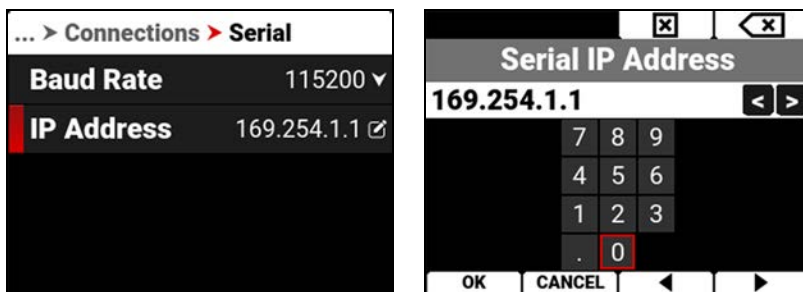 ... > Connections > Serial
Baud Rate 115200
IP Address 169.254.1.1
Serial IP Address
169.254.1.1 < >
7 8 9
4 5 6
1 2 3
. 0
OK CANCEL ◀ ▶